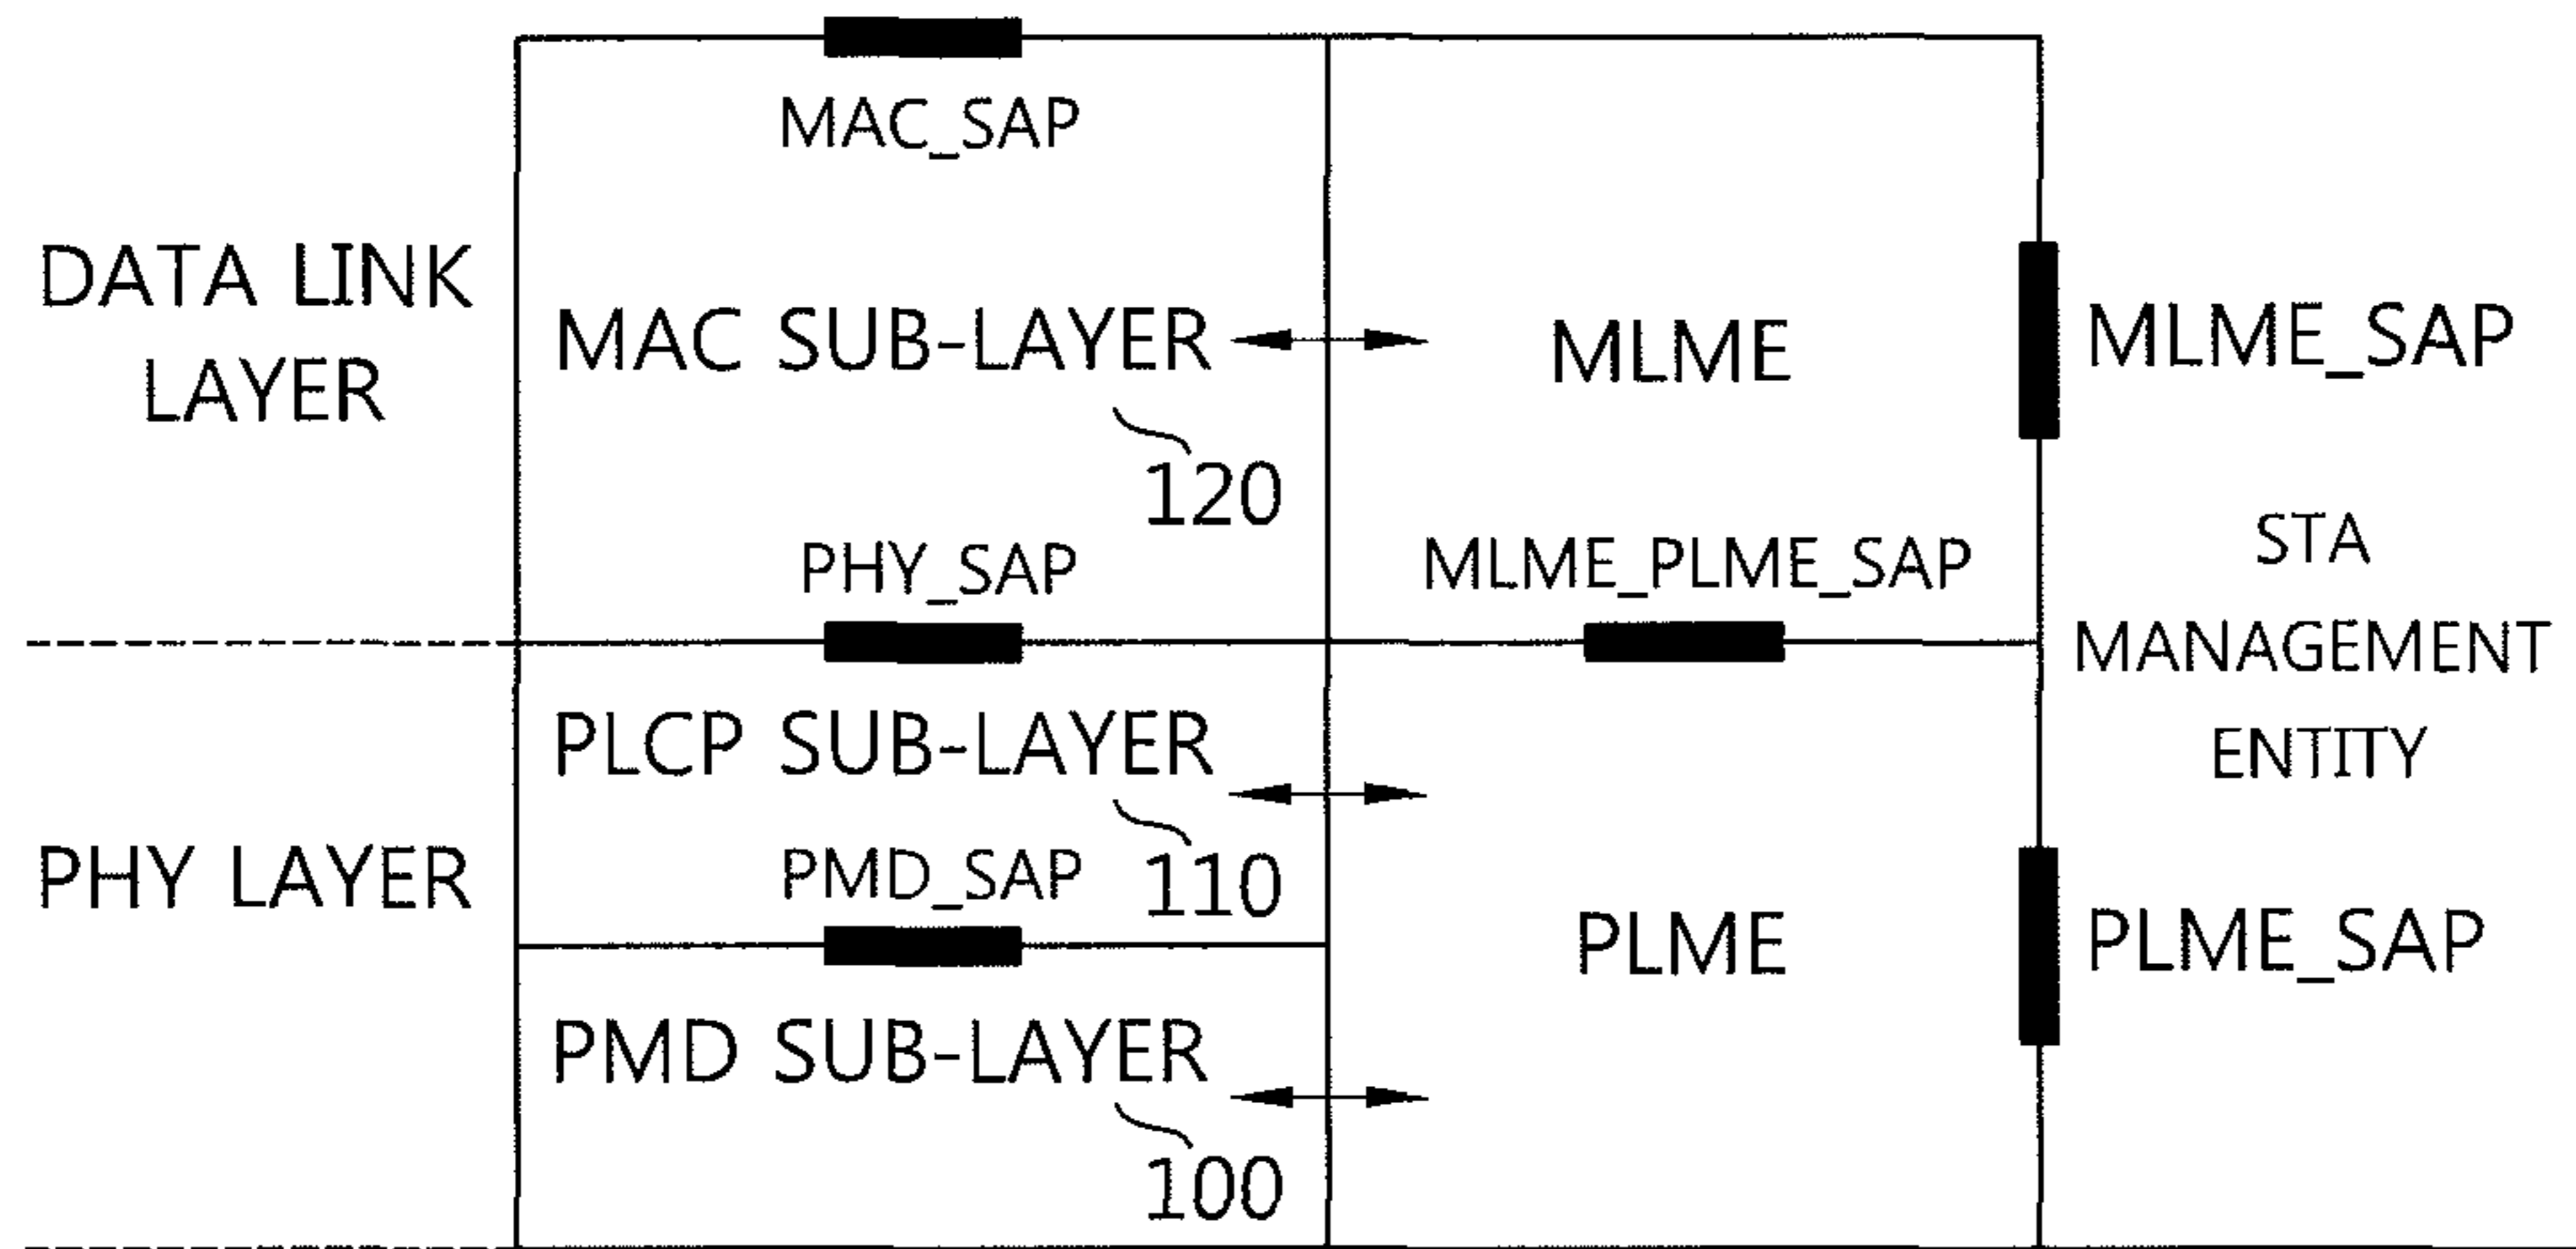 MAC_SAP
DATA LINK
LAYER
MAC SUB-LAYER
120
MLME
MLME_SAP
PHY_SAP
MLME_PLME_SAP
STA
MANAGEMENT
ENTITY
PHY LAYER
PLCP SUB-LAYER
110
PMD_SAP
PLME
PLME_SAP
PMD SUB-LAYER
100